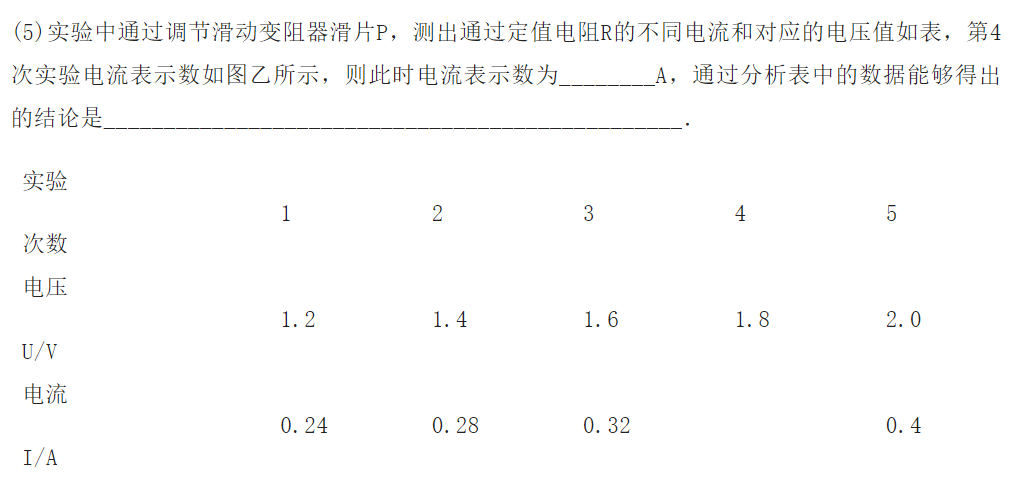 (5)实验中通过调节滑动变阻器滑片P，测出通过定值电阻R的不同电流和对应的电压值如表，第4
次实验电流表示数如图乙所示，则此时电流表示数为________A，通过分析表中的数据能够得出
的结论是________________________________________________．
实验
1 2 3 4 5
次数
电压
1.2 1.4 1.6 1.8 2.0
U/V
电流
0.24 0.28 0.32 0.4
I/A